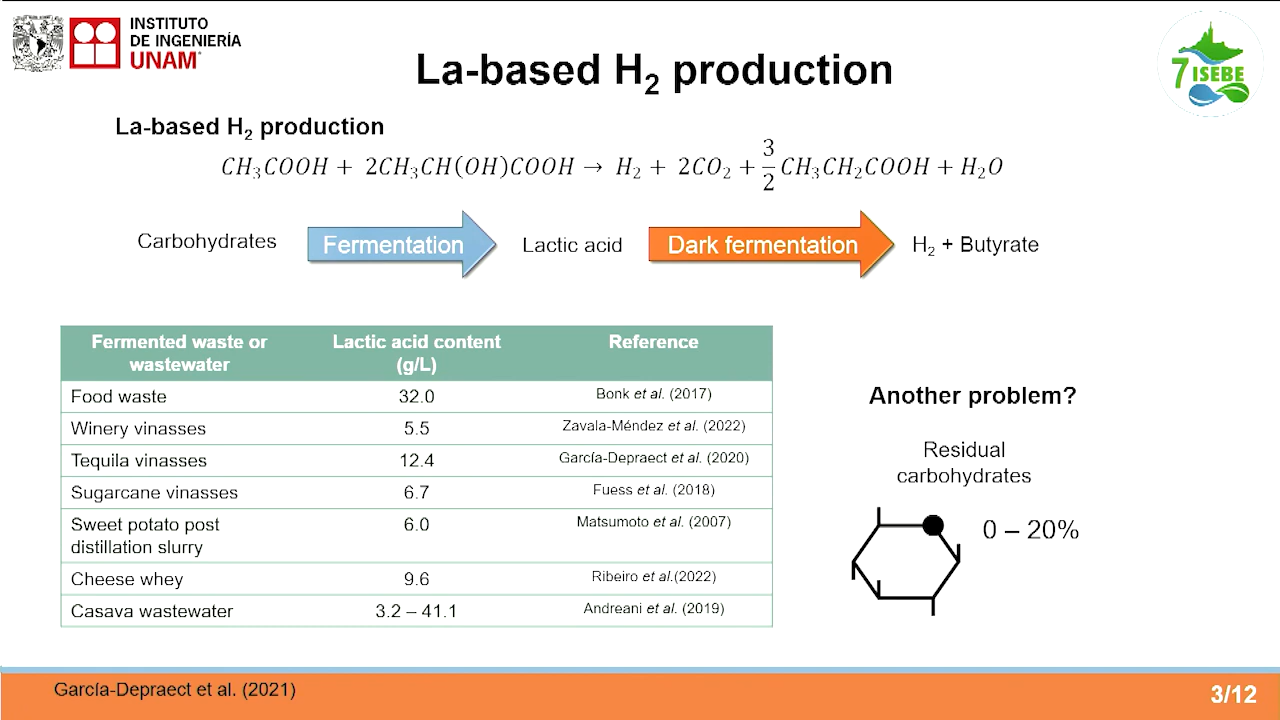 INSTITUTO
DE INGENIERÍA
UNAM
7 ISEBE
La-based H₂ production
La-based H₂ production
CH₃COOH + 2CH₃CH(OH)COOH → H₂ + 2CO₂ + 3/2 CH₃CH₂COOH + H₂O
Carbohydrates Fermentation Lactic acid Dark fermentation H₂ + Butyrate
Fermented waste or wastewater Lactic acid content (g/L) Reference
Food waste 32.0 Bonk et al. (2017)
Winery vinasses 5.5 Zavala-Méndez et al. (2022)
Tequila vinasses 12.4 García-Depraect et al. (2020)
Sugarcane vinasses 6.7 Fuess et al. (2018)
Sweet potato post distillation slurry 6.0 Matsumoto et al. (2007)
Cheese whey 9.6 Ribeiro et al.(2022)
Casava wastewater 3.2 – 41.1 Andreani et al. (2019)
Another problem?
Residual
carbohydrates
0 – 20%
García-Depraect et al. (2021)
3/12